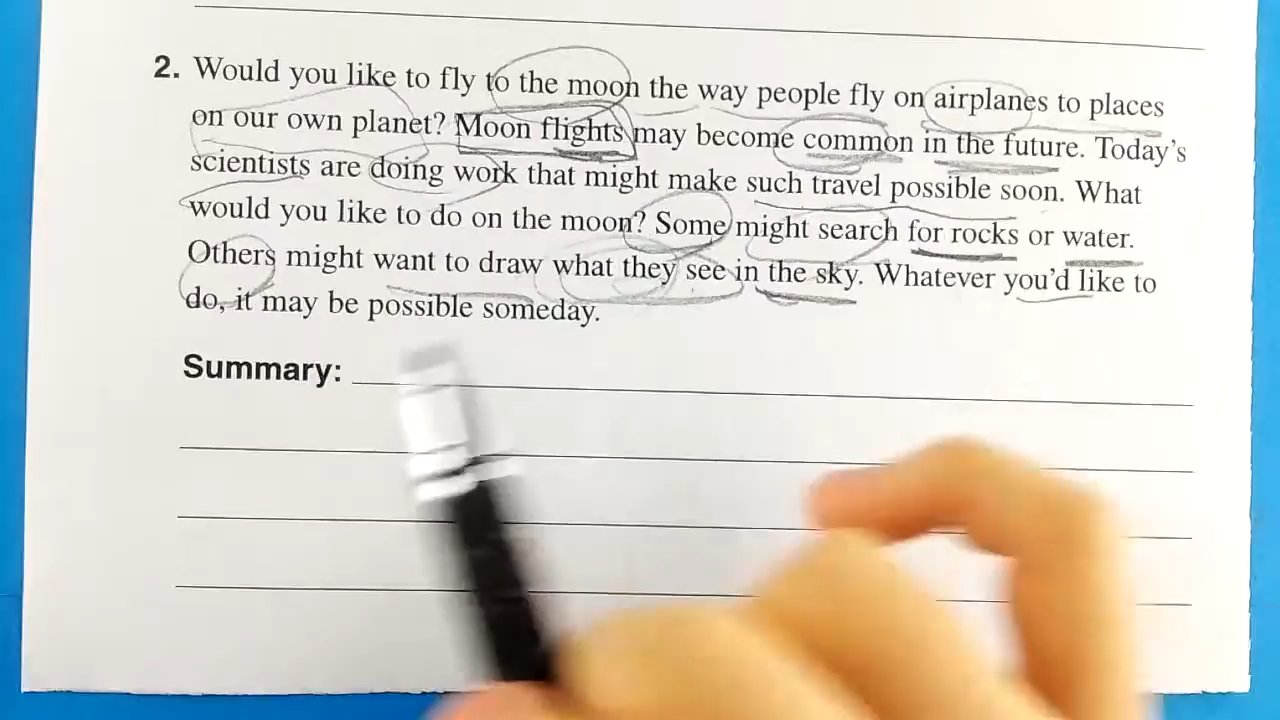 2. Would you like to fly to the moon the way people fly on airplanes to places
on our own planet? Moon flights may become common in the future. Today's
scientists are doing work that might make such travel possible soon. What
would you like to do on the moon? Some might search for rocks or water.
Others might want to draw what they see in the sky. Whatever you'd like to
do, it may be possible someday.
Summary: